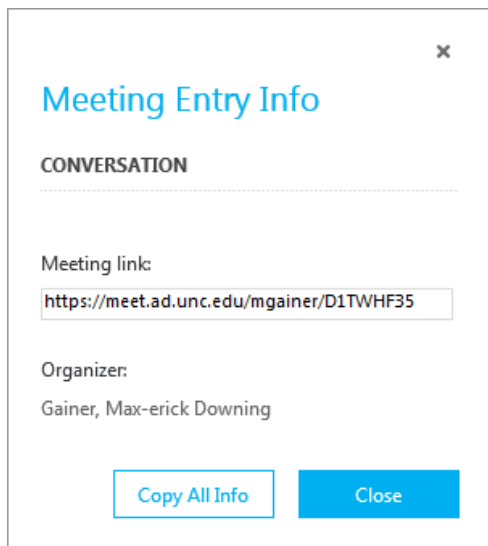 Meeting Entry Info
CONVERSATION
Meeting link:
https://meet.ad.unc.edu/mgainer/D1TWHF35
Organizer:
Gainer, Max-erick Downing
Copy All Info
Close